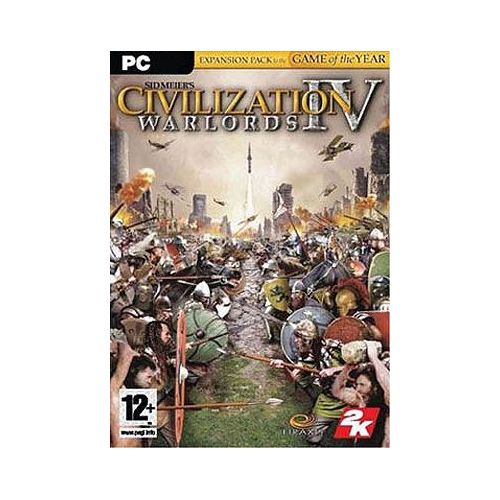 PC
EXPANSION PACK to the GAME of the YEAR
SID MEIER'S
CIVILIZATION IV
WARLORDS
12+
www.pegi.info
FIRAXIS
2K